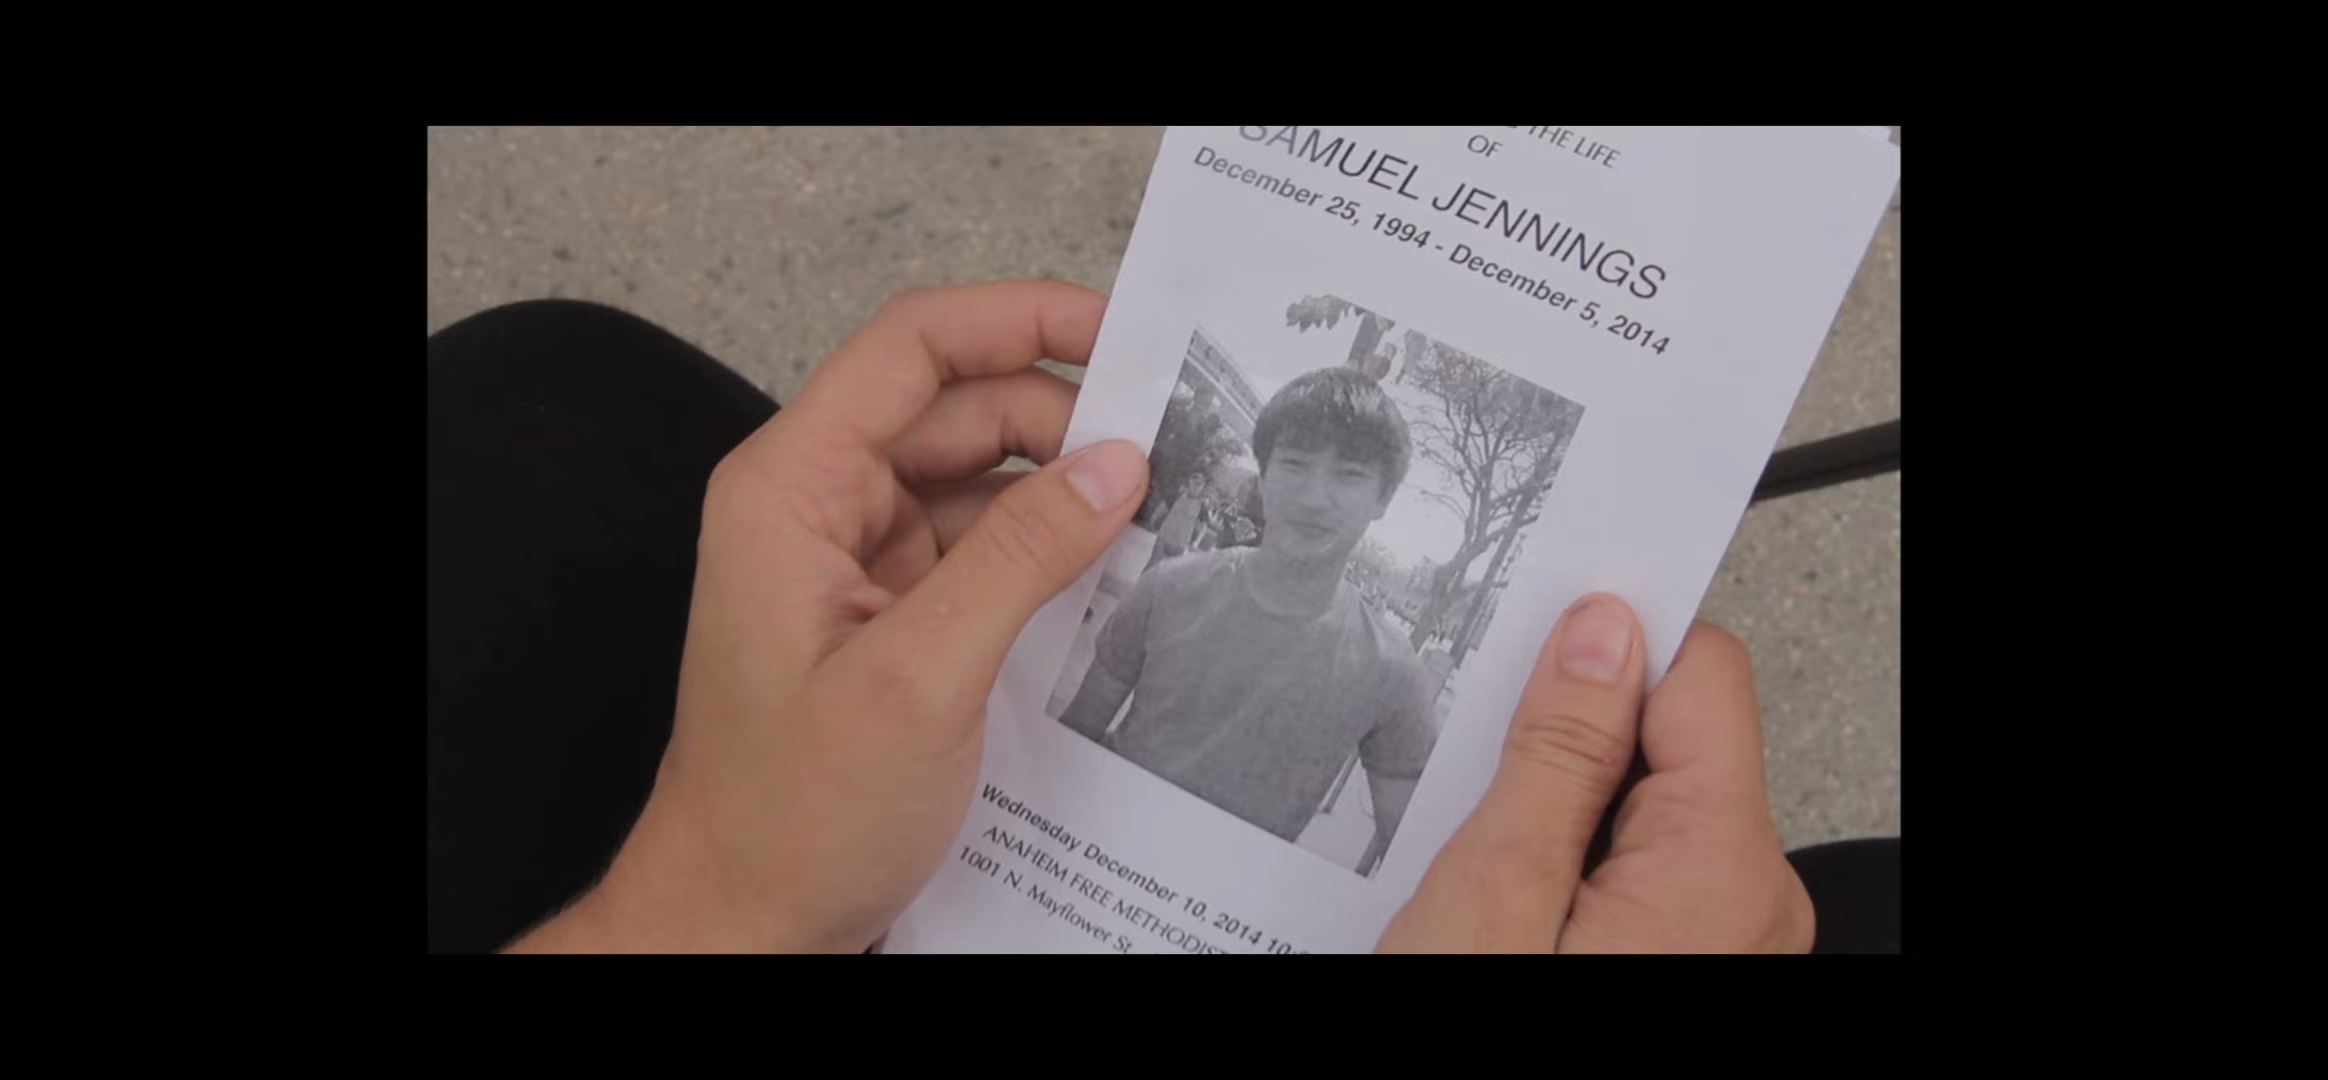 THE LIFE
OF
SAMUEL JENNINGS
December 25, 1994 - December 5, 2014
Wednesday December 10, 2014
ANAHEIM FREE METHODIST
1001 N. Mayflower St